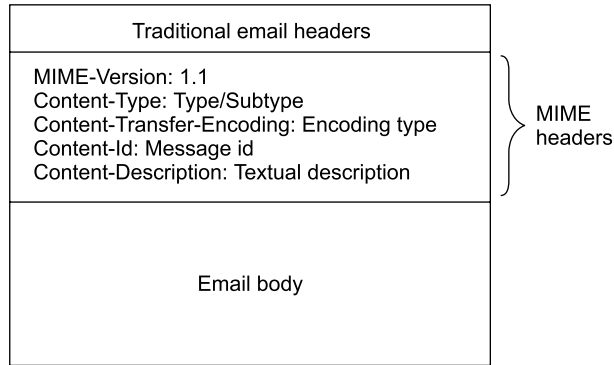 Traditional email headers
MIME-Version: 1.1
Content-Type: Type/Subtype
Content-Transfer-Encoding: Encoding type
Content-Id: Message id
Content-Description: Textual description
MIME
headers
Email body